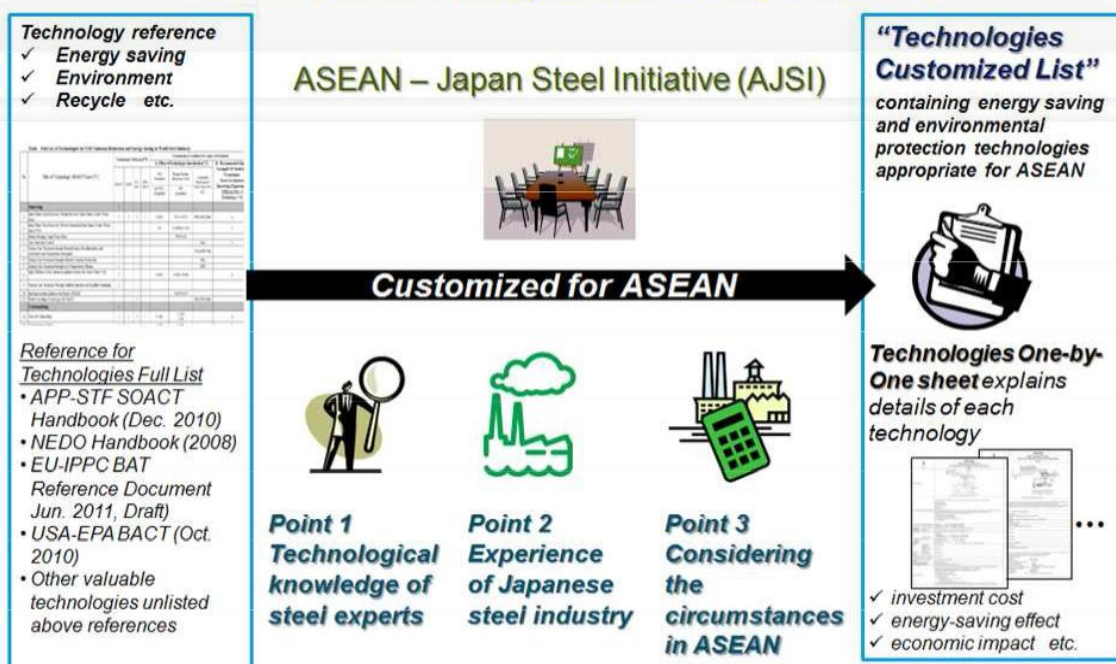 Technology reference
✓ Energy saving
✓ Environment
✓ Recycle etc.
Reference for
Technologies Full List
• APP-STF SOACT
Handbook (Dec. 2010)
• NEDO Handbook (2008)
• EU-IPPC BAT
Reference Document
Jun. 2011, Draft)
• USA-EPA BACT (Oct.
2010)
• Other valuable
technologies unlisted
above references
ASEAN – Japan Steel Initiative (AJSI)
Customized for ASEAN
Point 1
Technological
knowledge of
steel experts
Point 2
Experience
of Japanese
steel industry
Point 3
Considering
the
circumstances
in ASEAN
“Technologies
Customized List”
containing energy saving
and environmental
protection technologies
appropriate for ASEAN
Technologies One-by-
One sheet explains
details of each
technology
...
✓ investment cost
✓ energy-saving effect
✓ economic impact etc.